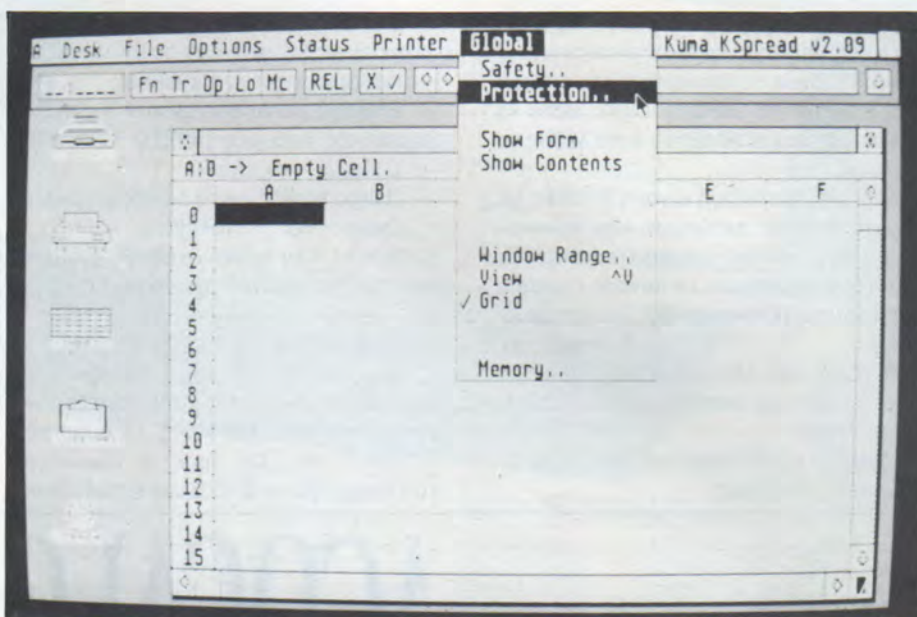 Desk File Options Status Printer Global Kuma KSpread v2.09
Fn Tr Op Lo Mc REL X ✓
Safety..
Protection..
Show Form
Show Contents
A:0 -> Empty Cell.
A B E F
0
1
2
3
4
5
6
7
8
9
10
11
12
13
14
15
Window Range..
View ^V
✓ Grid
Memory..